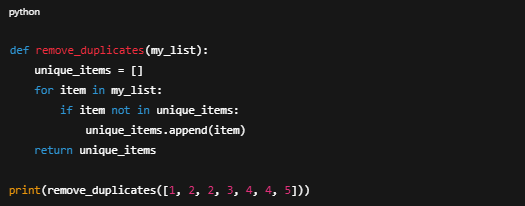 python
def remove_duplicates(my_list):
    unique_items = []
    for item in my_list:
        if item not in unique_items:
            unique_items.append(item)
    return unique_items
print(remove_duplicates([1, 2, 2, 3, 4, 4, 5]))